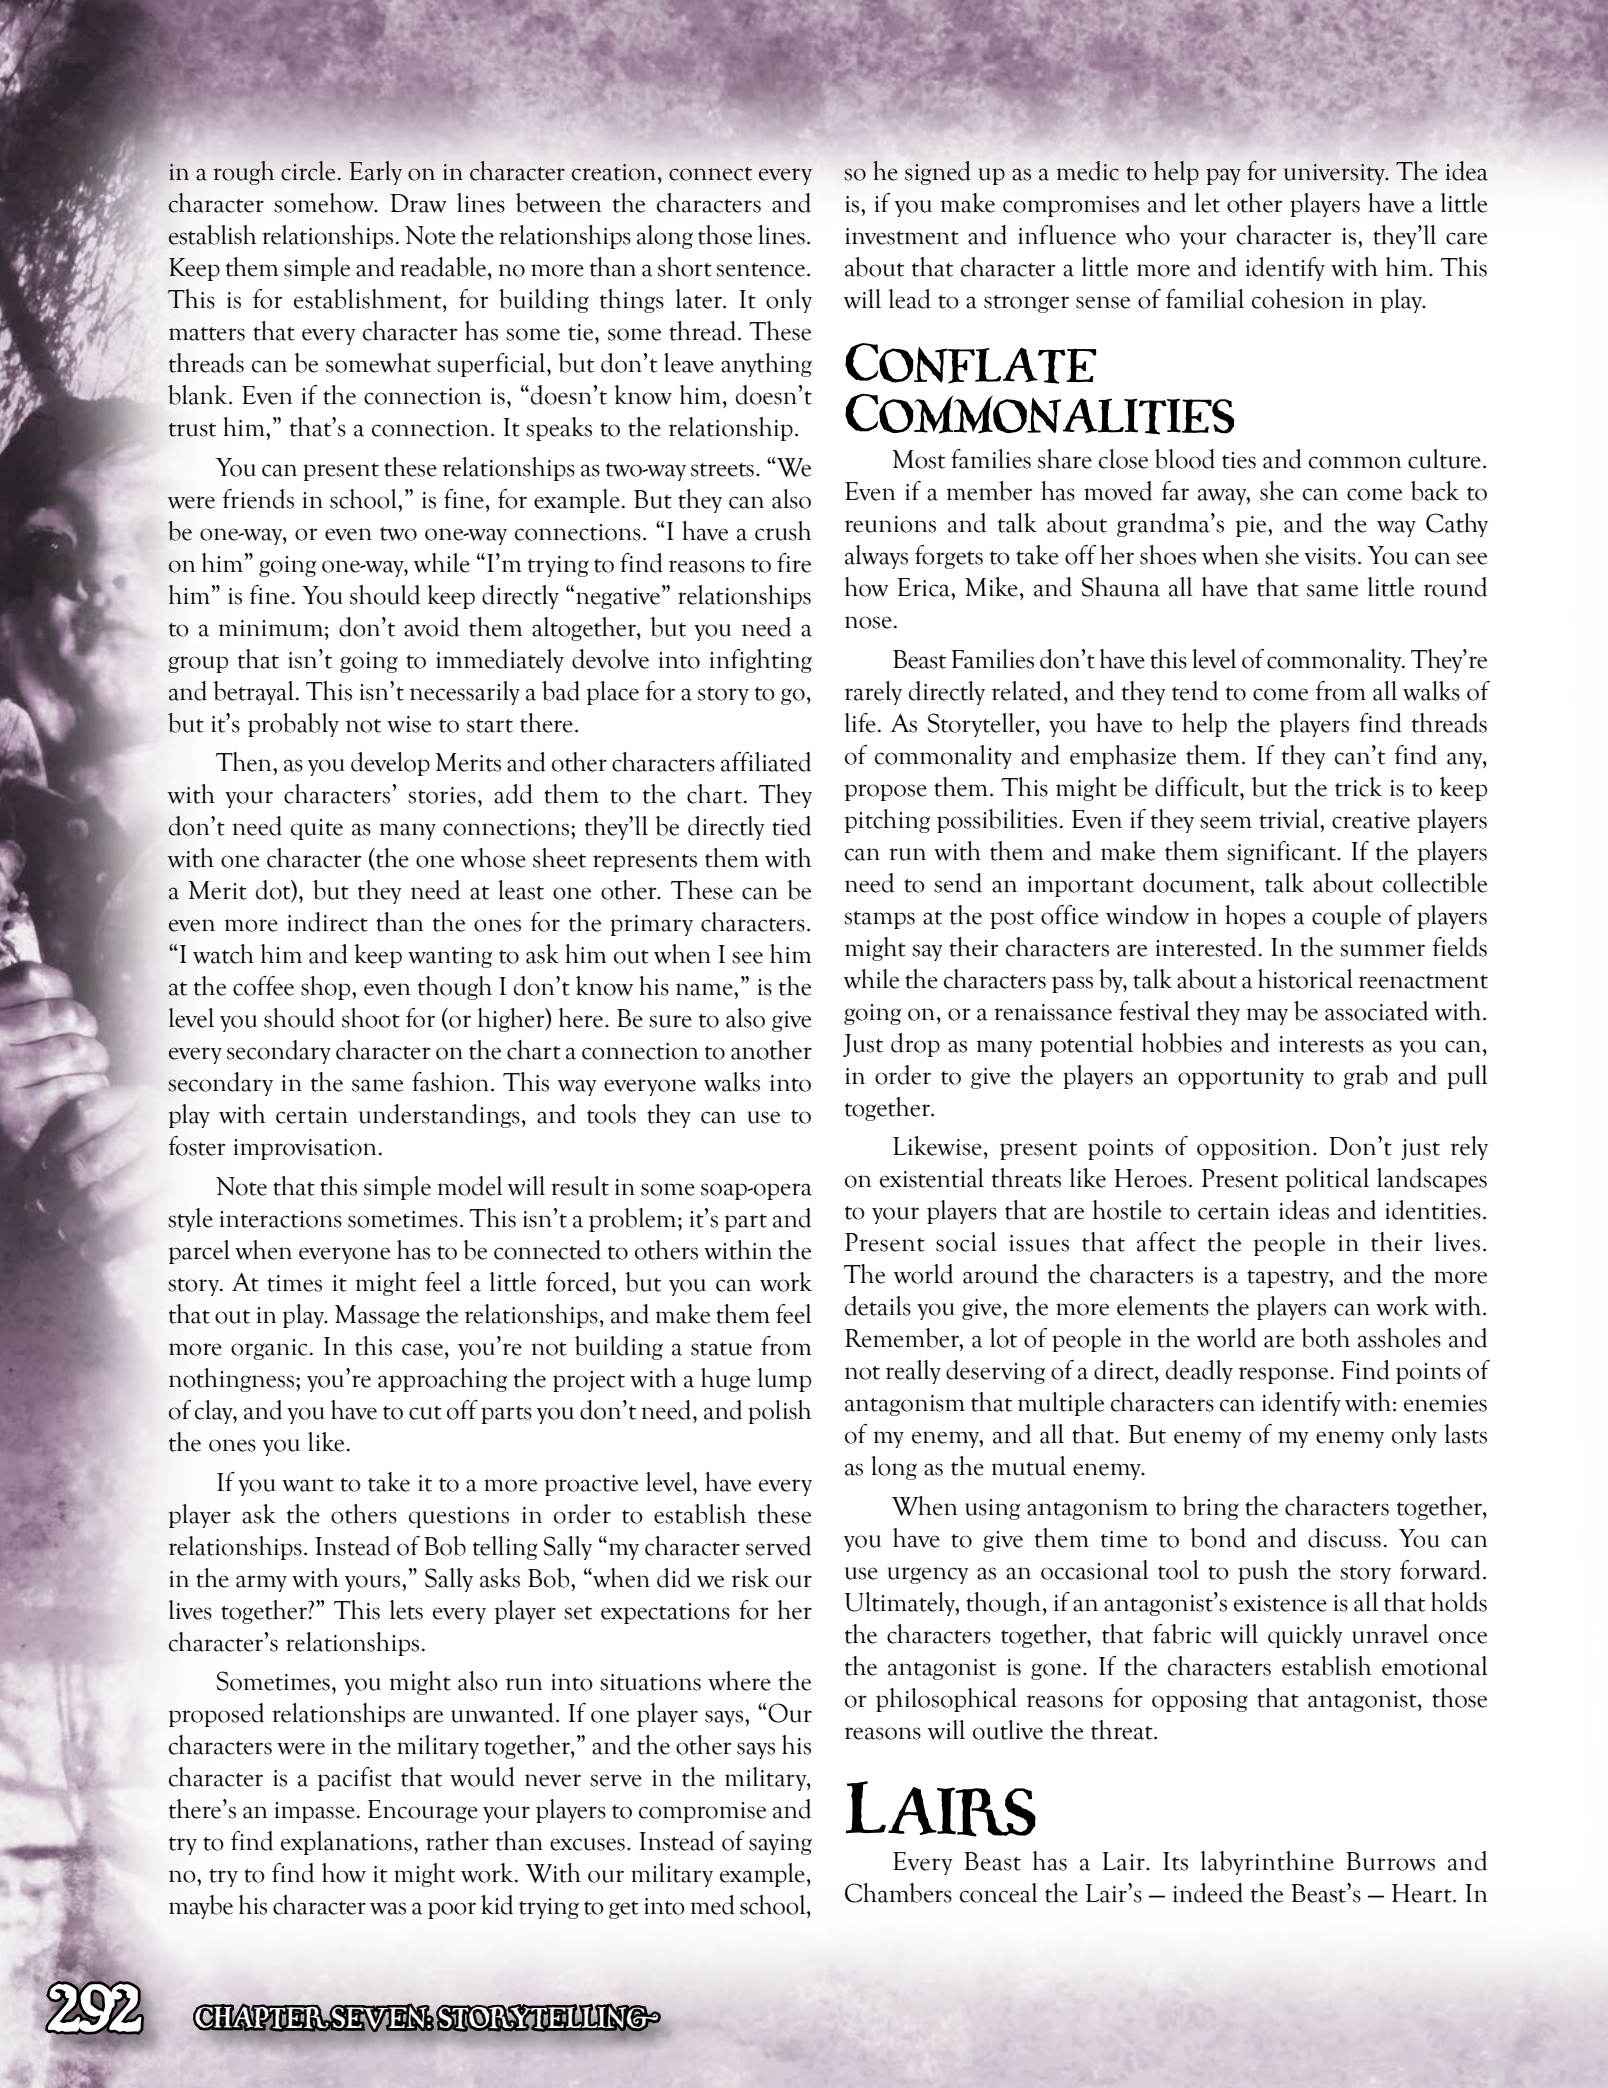 in a rough circle. Early on in character creation, connect every
character somehow. Draw lines between the characters and
establish relationships. Note the relationships along those lines.
Keep them simple and readable, no more than a short sentence.
This is for establishment, for building things later. It only
matters that every character has some tie, some thread. These
threads can be somewhat superficial, but don’t leave anything
blank. Even if the connection is, “doesn’t know him, doesn’t
trust him,” that’s a connection. It speaks to the relationship.
You can present these relationships as two-way streets. “We
were friends in school,” is fine, for example. But they can also
be one-way, or even two one-way connections. “I have a crush
on him” going one-way, while “I’m trying to find reasons to fire
him” is fine. You should keep directly “negative” relationships
to a minimum; don’t avoid them altogether, but you need a
group that isn’t going to immediately devolve into infighting
and betrayal. This isn’t necessarily a bad place for a story to go,
but it’s probably not wise to start there.
Then, as you develop Merits and other characters affiliated
with your characters’ stories, add them to the chart. They
don’t need quite as many connections; they’ll be directly tied
with one character (the one whose sheet represents them with
a Merit dot), but they need at least one other. These can be
even more indirect than the ones for the primary characters.
“I watch him and keep wanting to ask him out when I see him
at the coffee shop, even though I don’t know his name,” is the
level you should shoot for (or higher) here. Be sure to also give
every secondary character on the chart a connection to another
secondary in the same fashion. This way everyone walks into
play with certain understandings, and tools they can use to
foster improvisation.
Note that this simple model will result in some soap-opera
style interactions sometimes. This isn’t a problem; it’s part and
parcel when everyone has to be connected to others within the
story. At times it might feel a little forced, but you can work
that out in play. Massage the relationships, and make them feel
more organic. In this case, you’re not building a statue from
nothingness; you’re approaching the project with a huge lump
of clay, and you have to cut off parts you don’t need, and polish
the ones you like.
If you want to take it to a more proactive level, have every
player ask the others questions in order to establish these
relationships. Instead of Bob telling Sally “my character served
in the army with yours,” Sally asks Bob, “when did we risk our
lives together?” This lets every player set expectations for her
character’s relationships.
Sometimes, you might also run into situations where the
proposed relationships are unwanted. If one player says, “Our
characters were in the military together,” and the other says his
character is a pacifist that would never serve in the military,
there’s an impasse. Encourage your players to compromise and
try to find explanations, rather than excuses. Instead of saying
no, try to find how it might work. With our military example,
maybe his character was a poor kid trying to get into med school,
so he signed up as a medic to help pay for university. The idea
is, if you make compromises and let other players have a little
investment and influence who your character is, they’ll care
about that character a little more and identify with him. This
will lead to a stronger sense of familial cohesion in play.
CONFLATE
COMMONALITIES
Most families share close blood ties and common culture.
Even if a member has moved far away, she can come back to
reunions and talk about grandma’s pie, and the way Cathy
always forgets to take off her shoes when she visits. You can see
how Erica, Mike, and Shauna all have that same little round
nose.
Beast Families don’t have this level of commonality. They’re
rarely directly related, and they tend to come from all walks of
life. As Storyteller, you have to help the players find threads
of commonality and emphasize them. If they can’t find any,
propose them. This might be difficult, but the trick is to keep
pitching possibilities. Even if they seem trivial, creative players
can run with them and make them significant. If the players
need to send an important document, talk about collectible
stamps at the post office window in hopes a couple of players
might say their characters are interested. In the summer fields
while the characters pass by, talk about a historical reenactment
going on, or a renaissance festival they may be associated with.
Just drop as many potential hobbies and interests as you can,
in order to give the players an opportunity to grab and pull
together.
Likewise, present points of opposition. Don’t just rely
on existential threats like Heroes. Present political landscapes
to your players that are hostile to certain ideas and identities.
Present social issues that affect the people in their lives.
The world around the characters is a tapestry, and the more
details you give, the more elements the players can work with.
Remember, a lot of people in the world are both assholes and
not really deserving of a direct, deadly response. Find points of
antagonism that multiple characters can identify with: enemies
of my enemy, and all that. But enemy of my enemy only lasts
as long as the mutual enemy.
When using antagonism to bring the characters together,
you have to give them time to bond and discuss. You can
use urgency as an occasional tool to push the story forward.
Ultimately, though, if an antagonist’s existence is all that holds
the characters together, that fabric will quickly unravel once
the antagonist is gone. If the characters establish emotional
or philosophical reasons for opposing that antagonist, those
reasons will outlive the threat.
LAIRS
Every Beast has a Lair. Its labyrinthine Burrows and
Chambers conceal the Lair’s — indeed the Beast’s — Heart. In
292
CHAPTER SEVEN: STORYTELLING